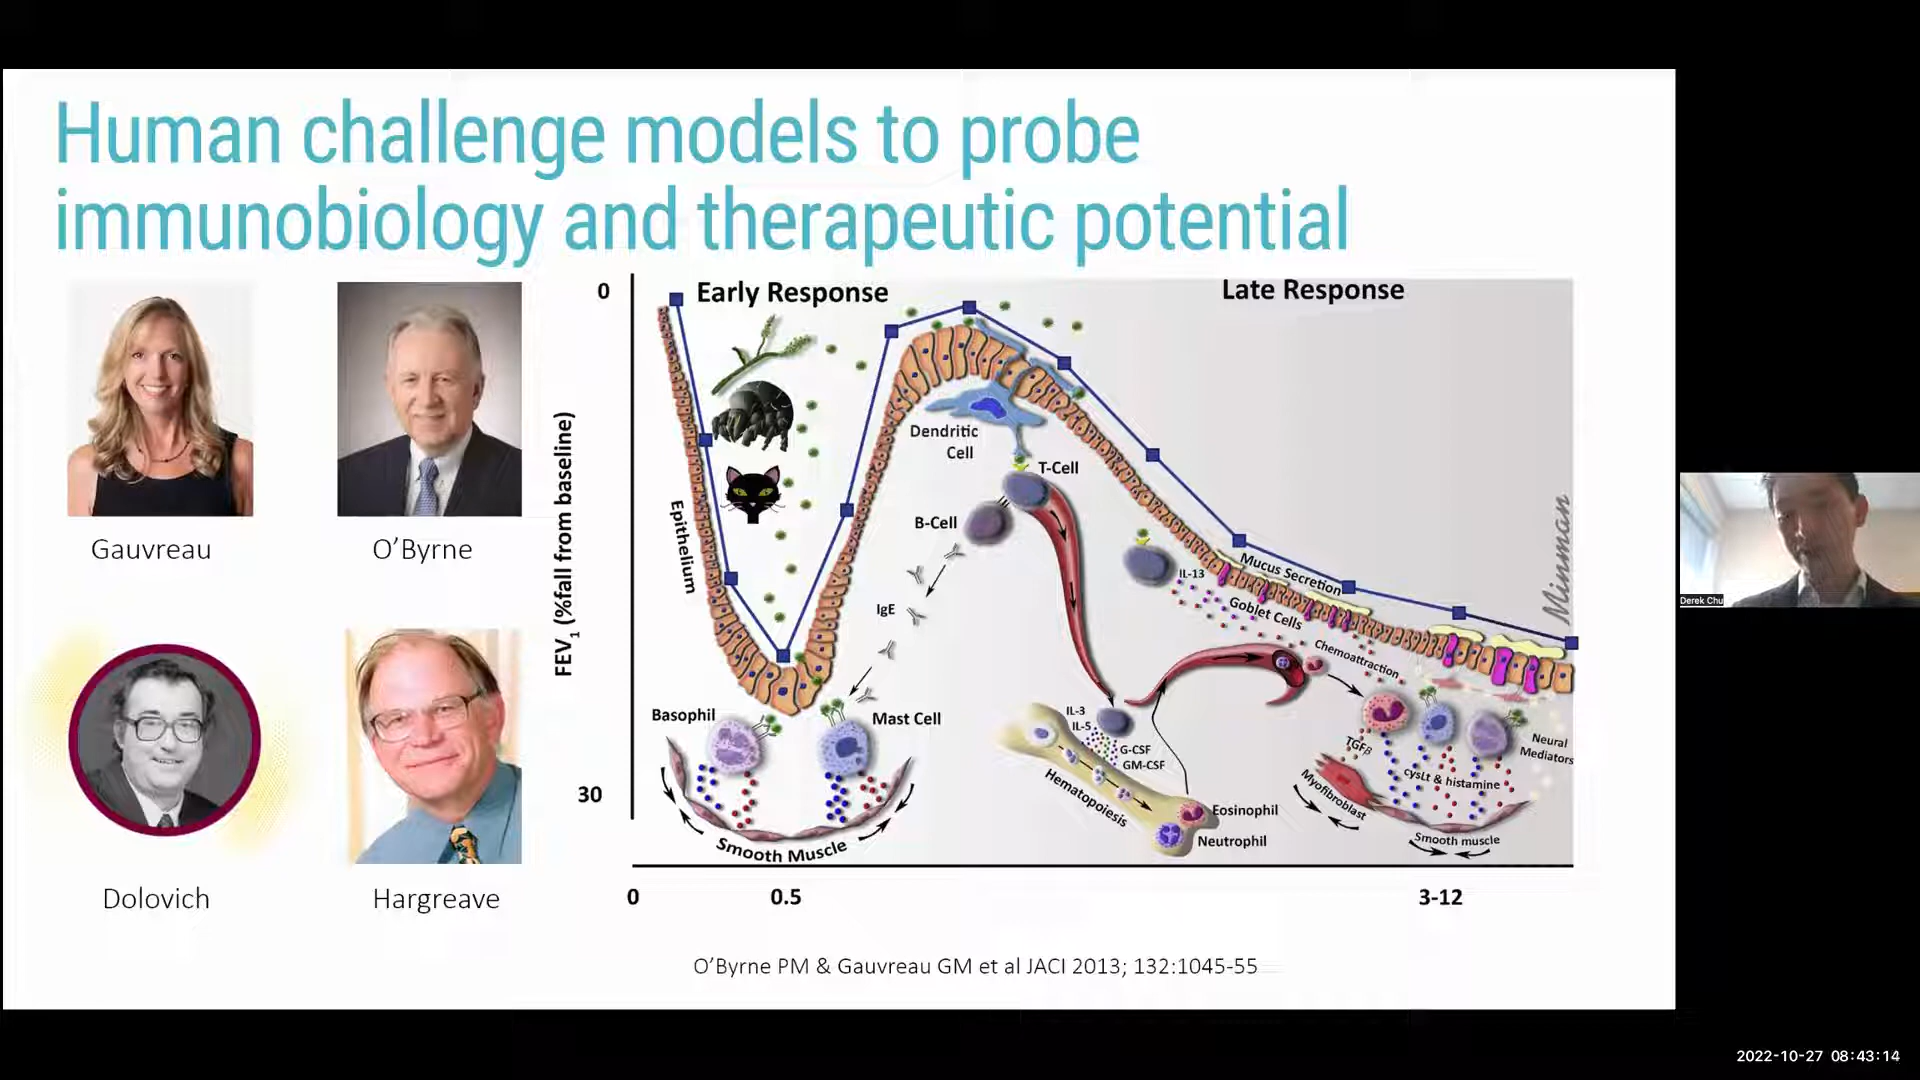 Human challenge models to probe
immunobiology and therapeutic potential
Gauvreau
O'Byrne
Dolovich
Hargreave
FEV1 (%fall from baseline)
0
30
Early Response
Late Response
Epithelium
Dendritic
Cell
T-Cell
B-Cell
IgE
Basophil
Mast Cell
Smooth Muscle
IL-13
Mucus Secretion
Goblet Cells
Chemoattraction
IL-3
IL-5
G-CSF
GM-CSF
Hematopoiesis
Eosinophil
Neutrophil
TGFβ
Myofibroblast
cysLt & histamine
Neural
Mediators
Smooth muscle
Minman
0
0.5
3-12
O'Byrne PM & Gauvreau GM et al JACI 2013; 132:1045-55
Derek Chu
2022-10-27 08:43:14